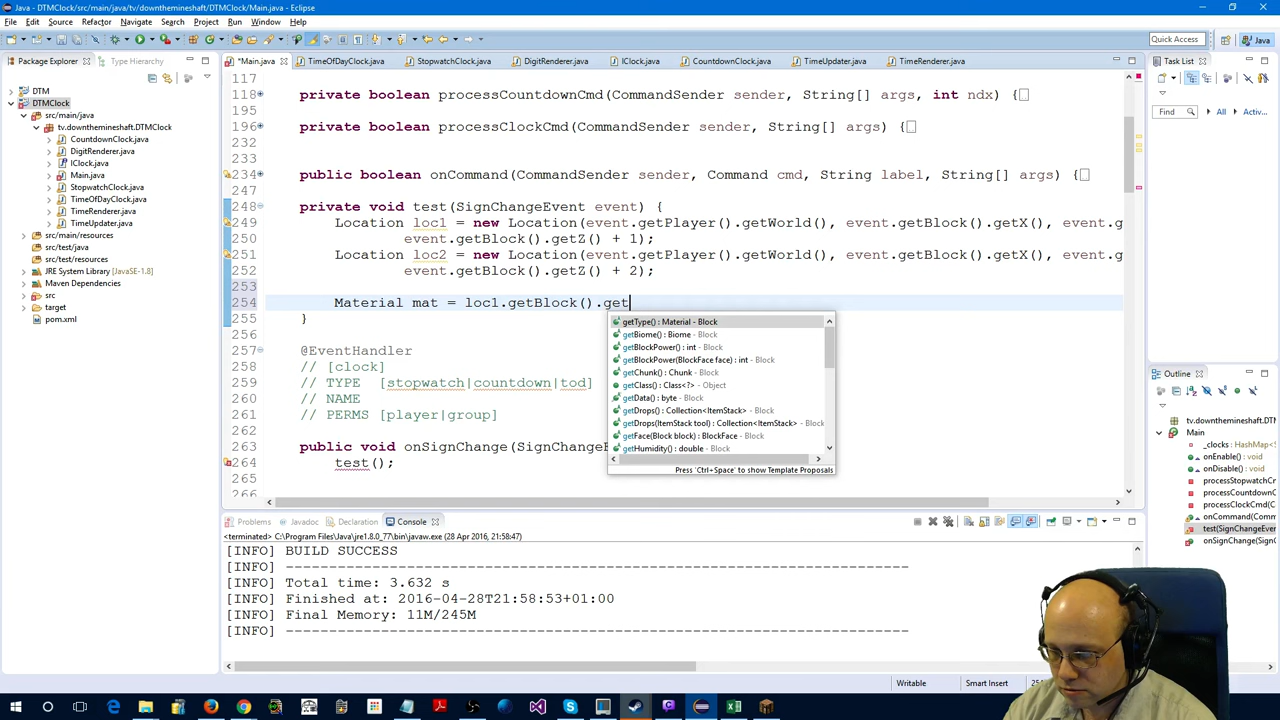 Java - DTMClock/src/main/java/tv/downthemineshaft/DTMClock/Main.java - Eclipse
File Edit Source Refactor Navigate Search Project Run Window Help
Quick Access
Java
Package Explorer
Type Hierarchy
DTM
DTMClock
src/main/java
tv.downthemineshaft.DTMClock
CountdownClock.java
DigitRenderer.java
IClock.java
Main.java
StopwatchClock.java
TimeOfDayClock.java
TimeRenderer.java
TimeUpdater.java
src/main/resources
src/test/java
src/test/resources
JRE System Library [JavaSE-1.8]
Maven Dependencies
src
target
pom.xml
*Main.java
TimeOfDayClock.java
StopwatchClock.java
DigitRenderer.java
IClock.java
CountdownClock.java
TimeUpdater.java
TimeRenderer.java
117
118 private boolean processCountdownCmd(CommandSender sender, String[] args, int ndx) {
195
196 private boolean processClockCmd(CommandSender sender, String[] args) {
232
233
234 public boolean onCommand(CommandSender sender, Command cmd, String label, String[] args) {
247
248 private void test(SignChangeEvent event) {
249 Location loc1 = new Location(event.getPlayer().getWorld(), event.getBlock().getX(), event.g
250 event.getBlock().getZ() + 1);
251 Location loc2 = new Location(event.getPlayer().getWorld(), event.getBlock().getX(), event.g
252 event.getBlock().getZ() + 2);
253
254 Material mat = loc1.getBlock().get
255 }
256
257 @EventHandler
258 // [clock]
259 // TYPE [stopwatch|countdown|tod]
260 // NAME
261 // PERMS [player|group]
262
263 public void onSignChange(SignChangeE
264 test();
265
266
getType() : Material - Block
getBiome() : Biome - Block
getBlockPower() : int - Block
getBlockPower(BlockFace face) : int - Block
getChunk() : Chunk - Block
getClass() : Class<?> - Object
getData() : byte - Block
getDrops() : Collection<ItemStack> - Block
getDrops(ItemStack tool) : Collection<ItemStack> - Block
getFace(Block block) : BlockFace - Block
getHumidity() : double - Block
Press 'Ctrl+Space' to show Template Proposals
Task List
Find
All
Activ...
Outline
tv.downthemineshaft.DTMC
Main
_clocks: HashMap<S
onEnable() : void
onDisable() : void
processStopwatchCr
processCountdownC
processClockCmd(C
onCommand(Comm
test(SignChangeEver
onSignChange(SignC
Problems
Javadoc
Declaration
Console
<terminated> C:\Program Files\Java\jre1.8.0_77\bin\javaw.exe (28 Apr 2016, 21:58:47)
[INFO] BUILD SUCCESS
[INFO] ------------------------------------------------------------------------
[INFO] Total time: 3.632 s
[INFO] Finished at: 2016-04-28T21:58:53+01:00
[INFO] Final Memory: 11M/245M
[INFO] ------------------------------------------------------------------------
Writable
Smart Insert